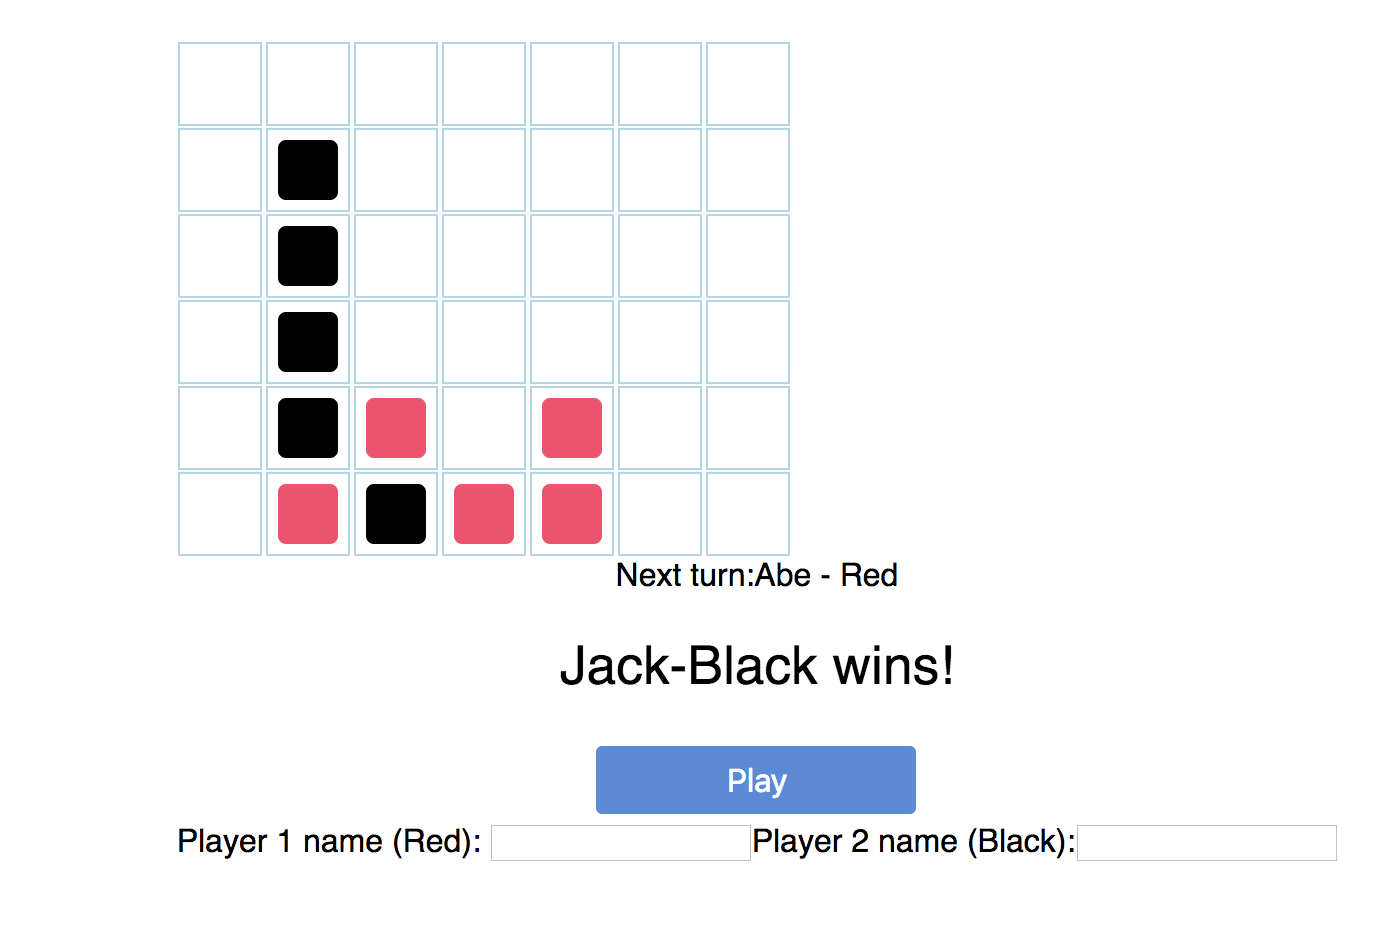 Next turn:Abe - Red
Jack-Black wins!
Play
Player 1 name (Red): Player 2 name (Black):